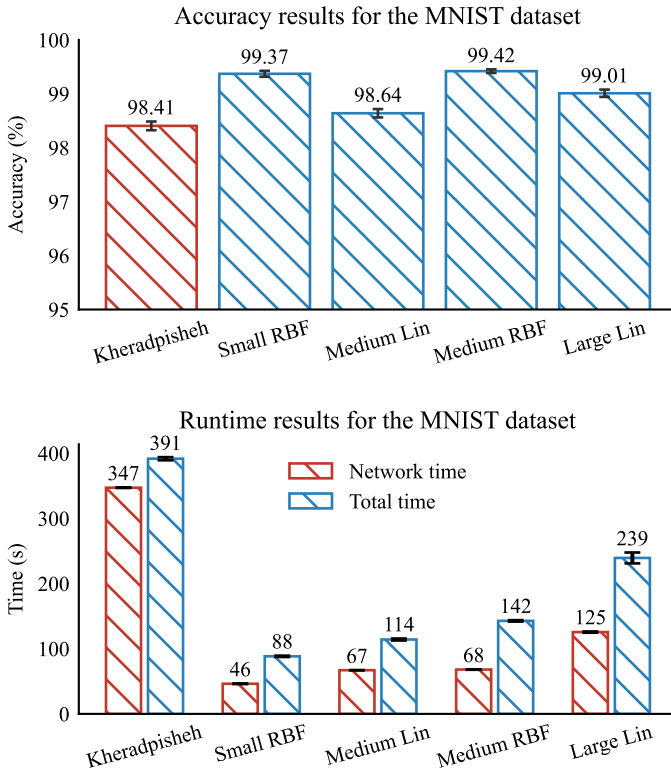 Accuracy results for the MNIST dataset
Accuracy (%)
100
99
98
97
96
95
98.41
99.37
98.64
99.42
99.01
Kheradpisheh
Small RBF
Medium Lin
Medium RBF
Large Lin
Runtime results for the MNIST dataset
Time (s)
400
300
200
100
0
347
391
46
88
67
114
68
142
125
239
Network time
Total time
Kheradpisheh
Small RBF
Medium Lin
Medium RBF
Large Lin